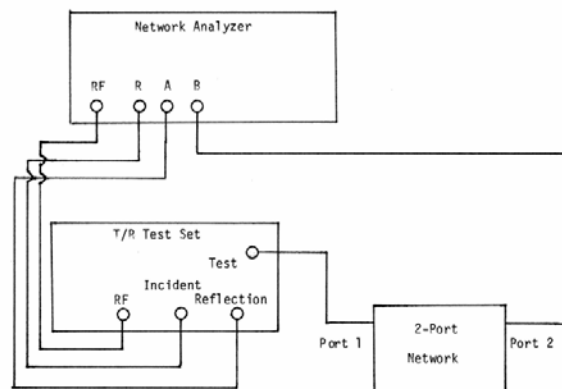 Network Analyzer
RF R A B
T/R Test Set
Test
Incident
RF Reflection
2-Port
Port 1 Port 2
Network